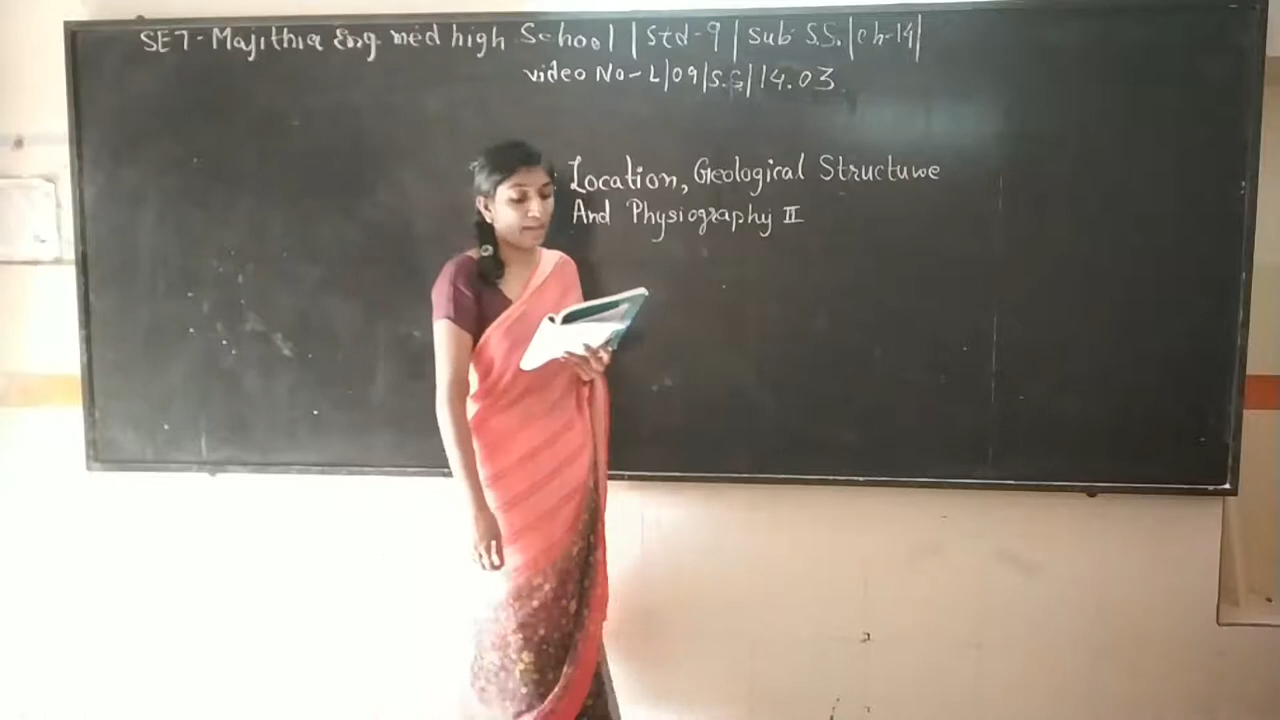 SET-Majithia Eng. med high School | Std-9 | Sub S.S. | ch-14 |
video No-L/09/S.S/14.03
Location, Geological Structure
And Physiography II